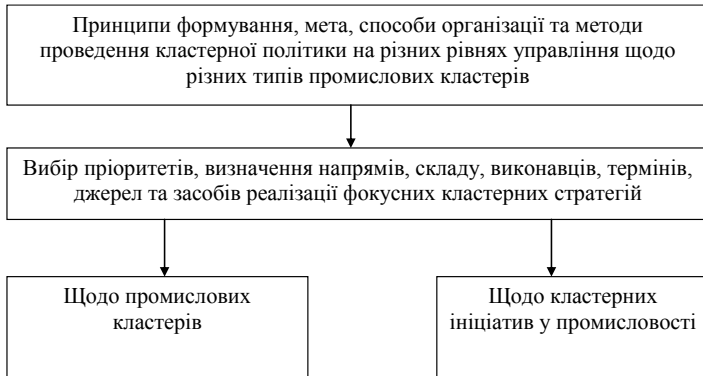 Принципи формування, мета, способи організації та методи
проведення кластерної політики на різних рівнях управління щодо
різних типів промислових кластерів
Вибір пріоритетів, визначення напрямів, складу, виконавців, термінів,
джерел та засобів реалізації фокусних кластерних стратегій
Щодо промислових
кластерів
Щодо кластерних
ініціатив у промисловості